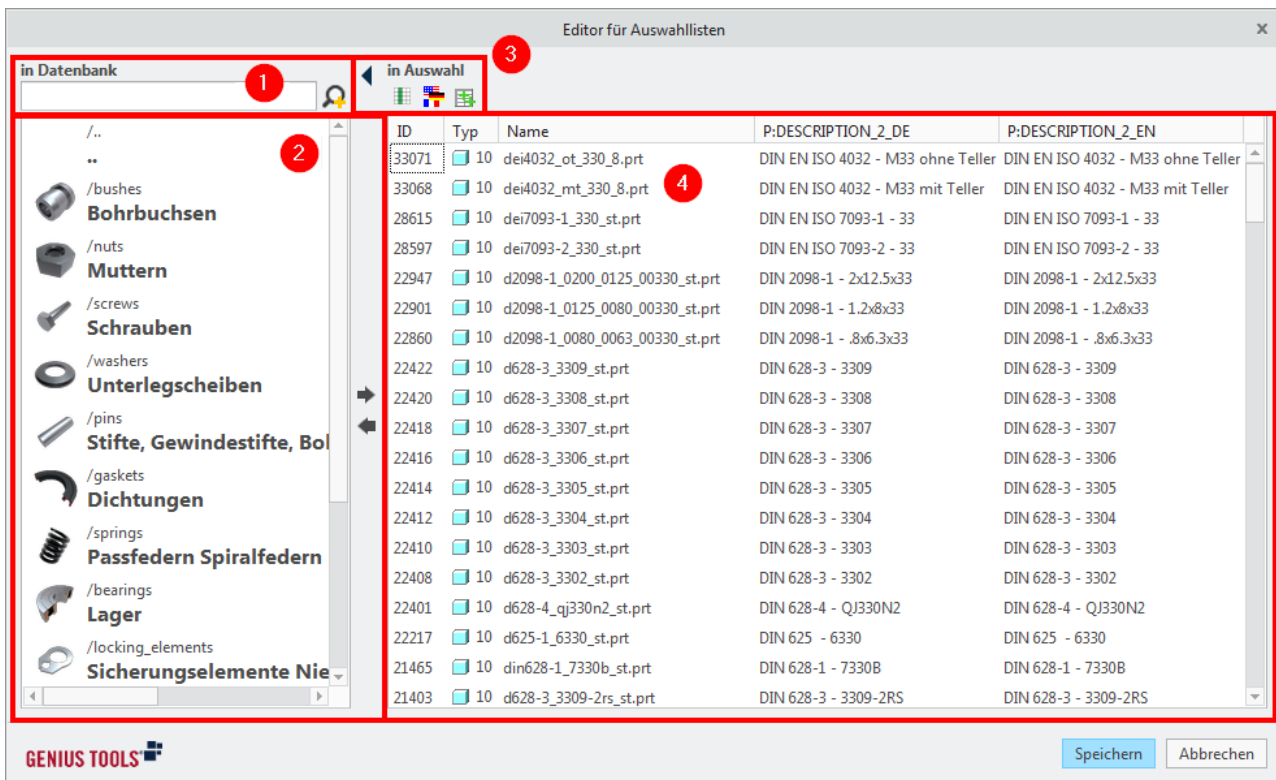 Editor für Auswahllisten x
in Datenbank
1
in Auswahl
3
2
/..
..
/bushes
Bohrbuchsen
/nuts
Muttern
/screws
Schrauben
/washers
Unterlegscheiben
/pins
Stifte, Gewindestifte, Bol
/gaskets
Dichtungen
/springs
Passfedern Spiralfedern
/bearings
Lager
/locking_elements
Sicherungselemente Nie
ID Typ Name P:DESCRIPTION_2_DE P:DESCRIPTION_2_EN
33071 10 dei4032_ot_330_8.prt DIN EN ISO 4032 - M33 ohne Teller DIN EN ISO 4032 - M33 ohne Teller
33068 10 dei4032_mt_330_8.prt 4 DIN EN ISO 4032 - M33 mit Teller DIN EN ISO 4032 - M33 mit Teller
28615 10 dei7093-1_330_st.prt DIN EN ISO 7093-1 - 33 DIN EN ISO 7093-1 - 33
28597 10 dei7093-2_330_st.prt DIN EN ISO 7093-2 - 33 DIN EN ISO 7093-2 - 33
22947 10 d2098-1_0200_0125_00330_st.prt DIN 2098-1 - 2x12.5x33 DIN 2098-1 - 2x12.5x33
22901 10 d2098-1_0125_0080_00330_st.prt DIN 2098-1 - 1.2x8x33 DIN 2098-1 - 1.2x8x33
22860 10 d2098-1_0080_0063_00330_st.prt DIN 2098-1 - .8x6.3x33 DIN 2098-1 - .8x6.3x33
22422 10 d628-3_3309_st.prt DIN 628-3 - 3309 DIN 628-3 - 3309
22420 10 d628-3_3308_st.prt DIN 628-3 - 3308 DIN 628-3 - 3308
22418 10 d628-3_3307_st.prt DIN 628-3 - 3307 DIN 628-3 - 3307
22416 10 d628-3_3306_st.prt DIN 628-3 - 3306 DIN 628-3 - 3306
22414 10 d628-3_3305_st.prt DIN 628-3 - 3305 DIN 628-3 - 3305
22412 10 d628-3_3304_st.prt DIN 628-3 - 3304 DIN 628-3 - 3304
22410 10 d628-3_3303_st.prt DIN 628-3 - 3303 DIN 628-3 - 3303
22408 10 d628-3_3302_st.prt DIN 628-3 - 3302 DIN 628-3 - 3302
22401 10 d628-4_qj330n2_st.prt DIN 628-4 - QJ330N2 DIN 628-4 - QJ330N2
22217 10 d625-1_6330_st.prt DIN 625 - 6330 DIN 625 - 6330
21465 10 din628-1_7330b_st.prt DIN 628-1 - 7330B DIN 628-1 - 7330B
21403 10 d628-3_3309-2rs_st.prt DIN 628-3 - 3309-2RS DIN 628-3 - 3309-2RS
GENIUS TOOLS
Speichern Abbrechen